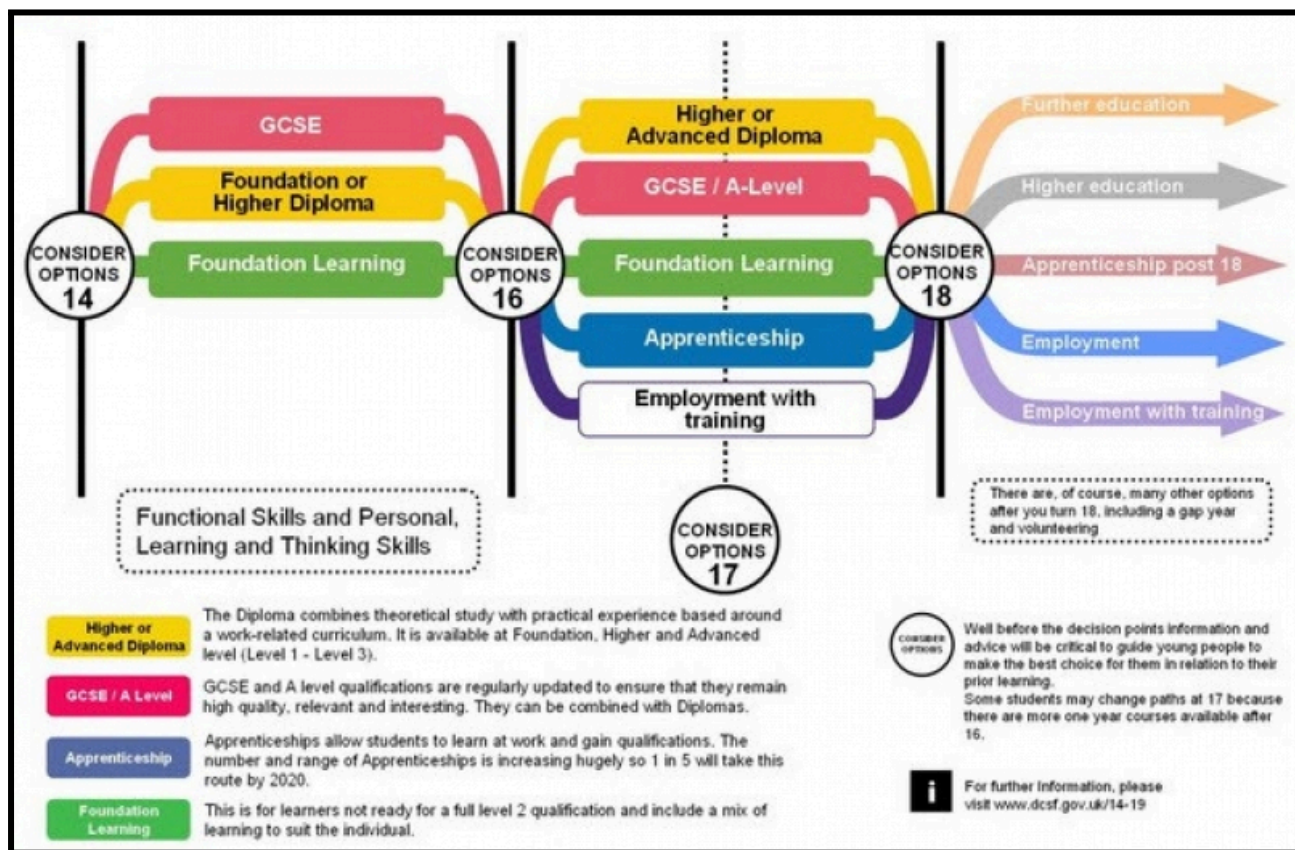 GCSE
Foundation or
Higher Diploma
Foundation Learning
CONSIDER
OPTIONS
14
CONSIDER
OPTIONS
16
Higher or
Advanced Diploma
GCSE / A-Level
Foundation Learning
Apprenticeship
Employment with
training
CONSIDER
OPTIONS
18
Further education
Higher education
Apprenticeship post 18
Employment
Employment with training
Functional Skills and Personal,
Learning and Thinking Skills
CONSIDER
OPTIONS
17
There are, of course, many other options
after you turn 18, including a gap year
and volunteering
Higher or
Advanced Diploma
The Diploma combines theoretical study with practical experience based around
a work-related curriculum. It is available at Foundation, Higher and Advanced
level (Level 1 - Level 3).
GCSE / A Level
GCSE and A level qualifications are regularly updated to ensure that they remain
high quality, relevant and interesting. They can be combined with Diplomas.
Apprenticeship
Apprenticeships allow students to learn at work and gain qualifications. The
number and range of Apprenticeships is increasing hugely so 1 in 5 will take this
route by 2020.
Foundation
Learning
This is for learners not ready for a full level 2 qualification and include a mix of
learning to suit the individual.
CONSIDER
OPTIONS
Well before the decision points information and
advice will be critical to guide young people to
make the best choice for them in relation to their
prior learning.
Some students may change paths at 17 because
there are more one year courses available after
16.
i
For further information, please
visit www.dcsf.gov.uk/14-19